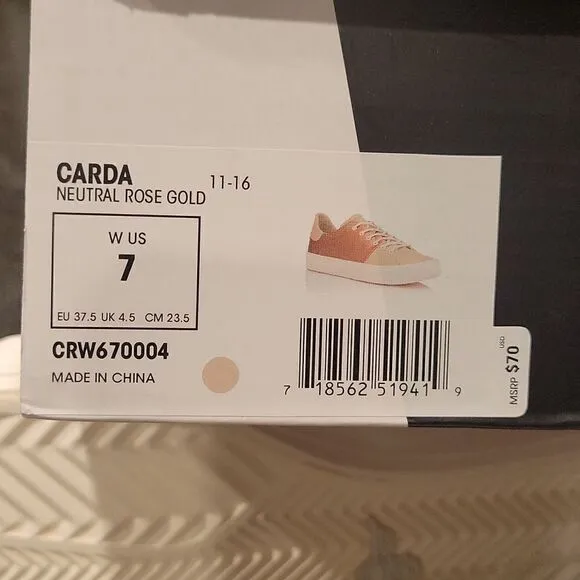 CARDA 11-16
NEUTRAL ROSE GOLD
W US
7
EU 37.5 UK 4.5 CM 23.5
CRW670004
MADE IN CHINA
7 18562 51941 9
MSRP $70 USD